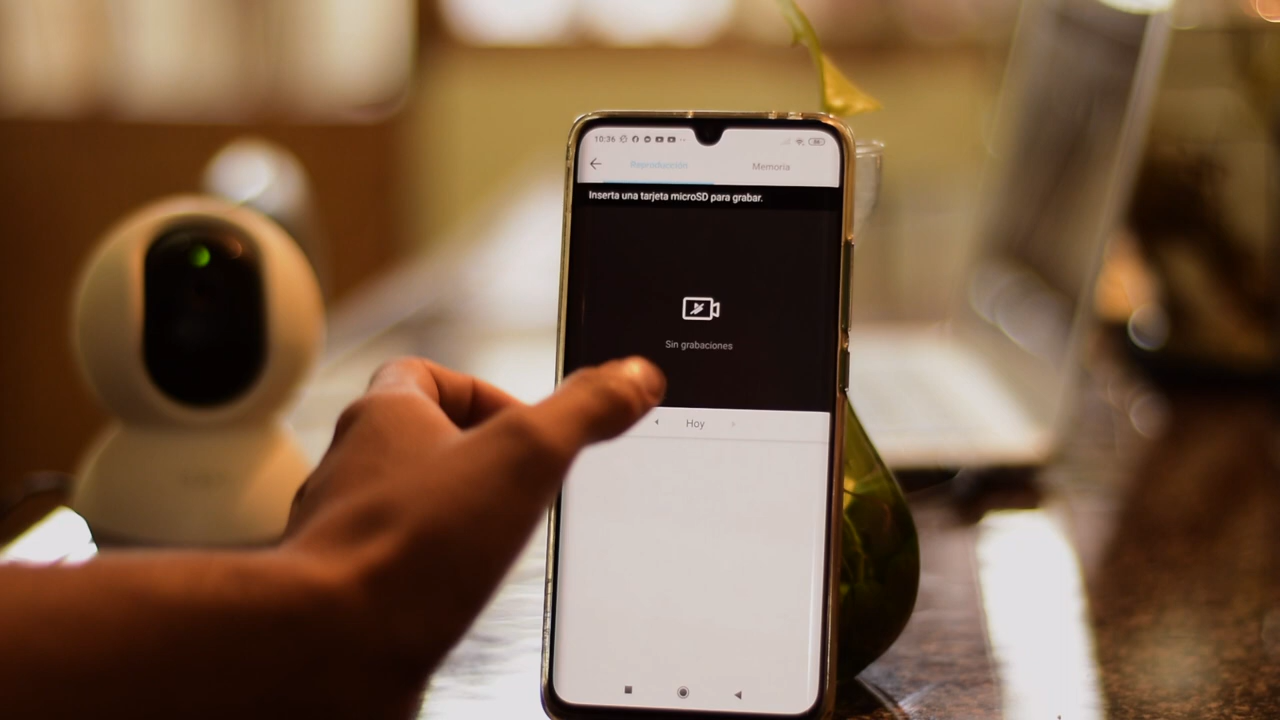 10:36
Reproducción
Memoria
Inserta una tarjeta microSD para grabar.
Sin grabaciones
Hoy